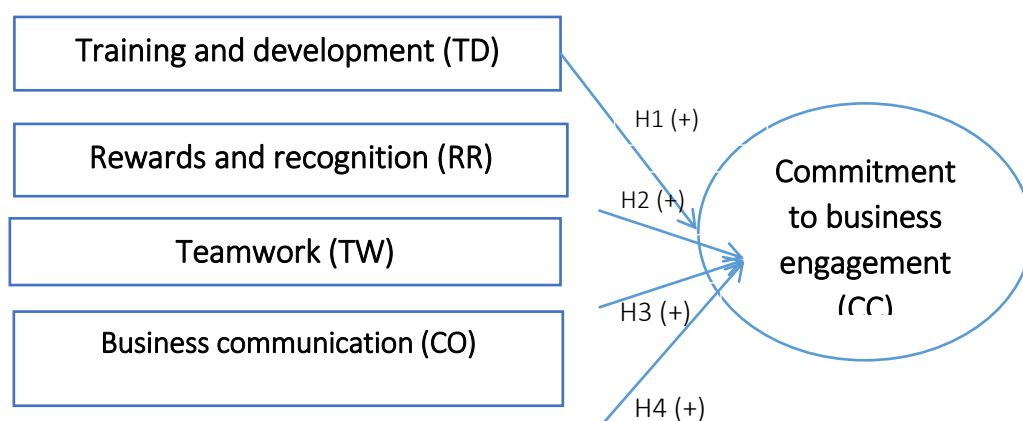 Training and development (TD)
H1 (+)
Rewards and recognition (RR)
H2 (+)
Teamwork (TW)
H3 (+)
Business communication (CO)
H4 (+)
Commitment
to business
engagement
(CC)